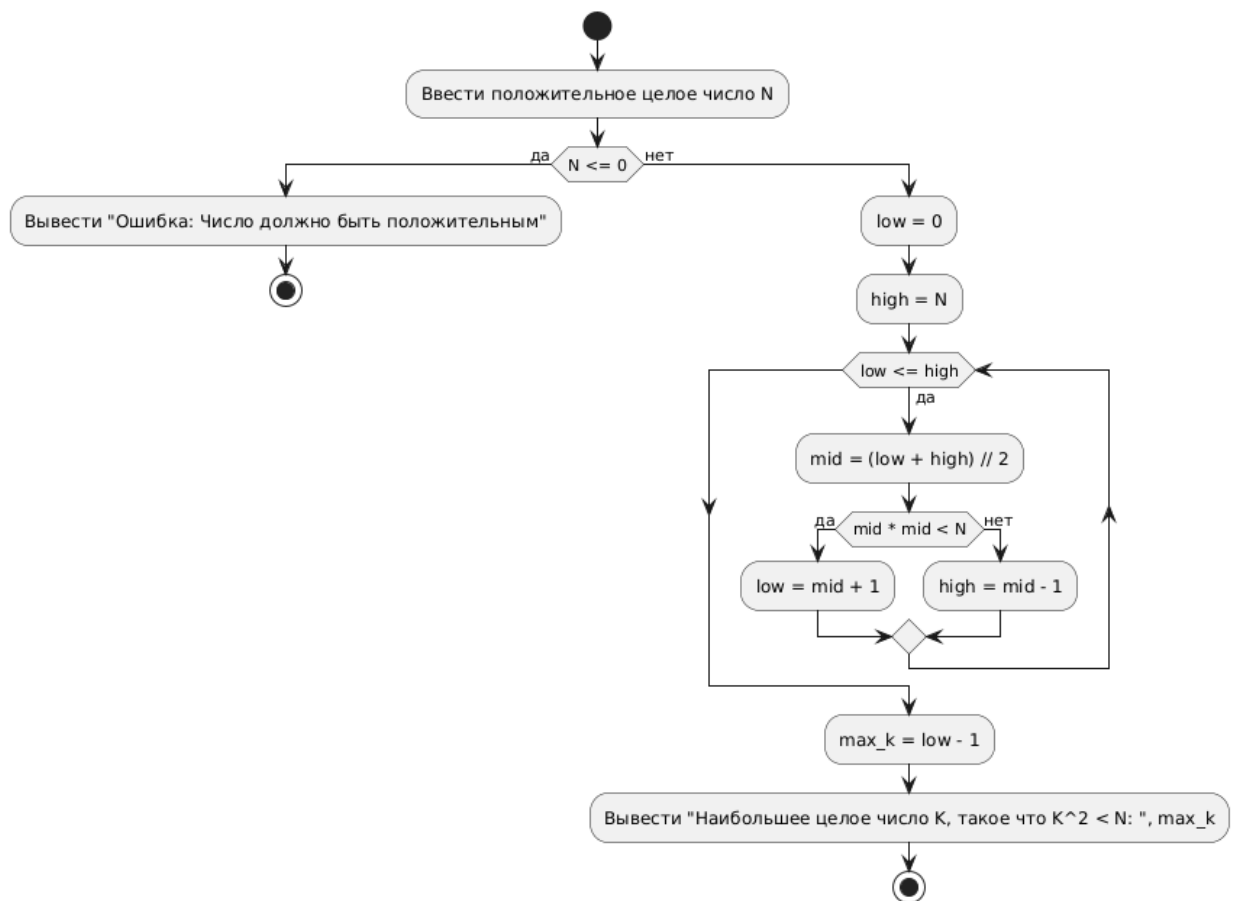 Ввести положительное целое число N
да
N <= 0
нет
Вывести "Ошибка: Число должно быть положительным"
low = 0
high = N
low <= high
да
mid = (low + high) // 2
да
mid * mid < N
нет
low = mid + 1
high = mid - 1
max_k = low - 1
Вывести "Наибольшее целое число K, такое что K^2 < N: ", max_k